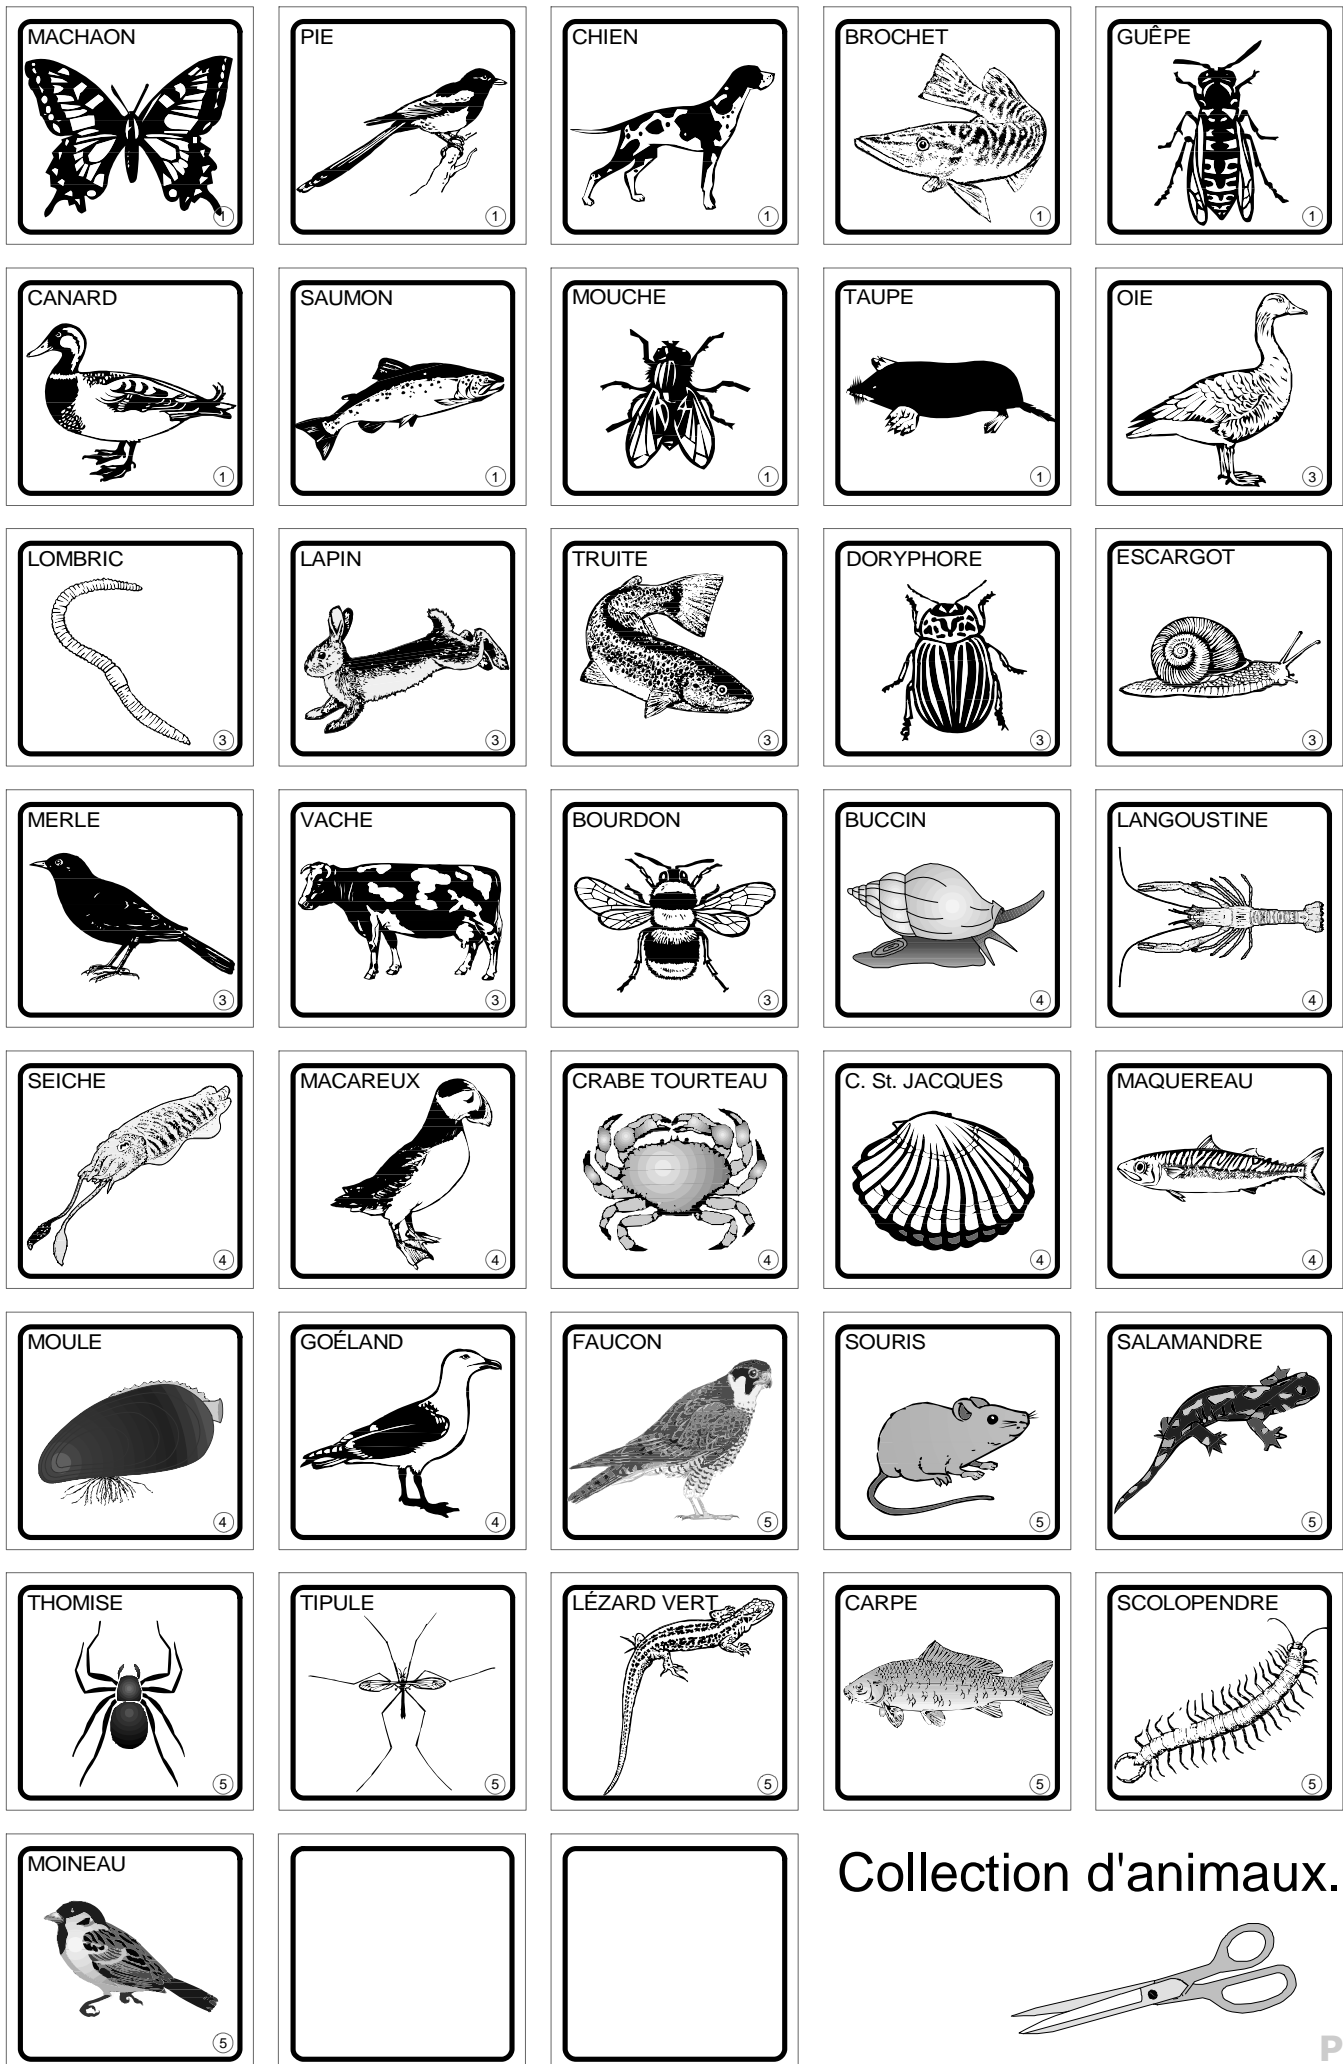 MACHAON
1
PIE
1
CHIEN
1
BROCHET
1
GUÊPE
1
CANARD
1
SAUMON
1
MOUCHE
1
TAUPE
1
OIE
3
LOMBRIC
3
LAPIN
3
TRUITE
3
DORYPHORE
3
ESCARGOT
3
MERLE
3
VACHE
3
BOURDON
3
BUCCIN
4
LANGOUSTINE
4
SEICHE
4
MACAREUX
4
CRABE TOURTEAU
4
C. St. JACQUES
4
MAQUEREAU
4
MOULE
4
GOÉLAND
4
FAUCON
5
SOURIS
5
SALAMANDRE
5
THOMISE
5
TIPULE
5
LÉZARD VERT
5
CARPE
5
SCOLOPENDRE
5
MOINEAU
5
Collection d'animaux.
P